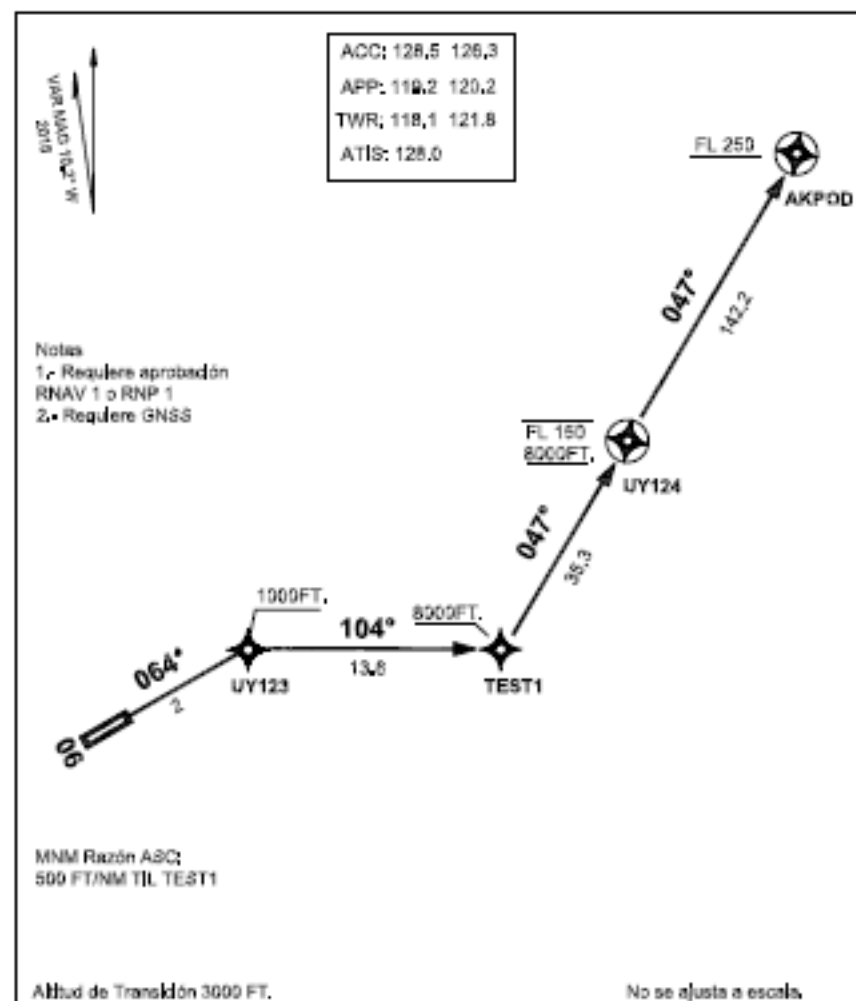 ACC: 128.5 126.3
APP: 119.2 120.2
TWR: 118.1 121.8
ATIS: 128.0
VAR MAG 10.2° W
FL 250
AKPOD
047°
142.2
Notas
1.- Requiere aprobación
RNAV 1 o RNP 1
2.- Requiere GNSS
FL 150
8000FT.
UY124
047°
35.3
1000FT.
104°
8000FT.
13.8
UY123
TEST1
064°
2
06
MNM Razón ASC:
500 FT/NM TIL TEST1
Altitud de Transición 3000 FT.
No se ajusta a escala.